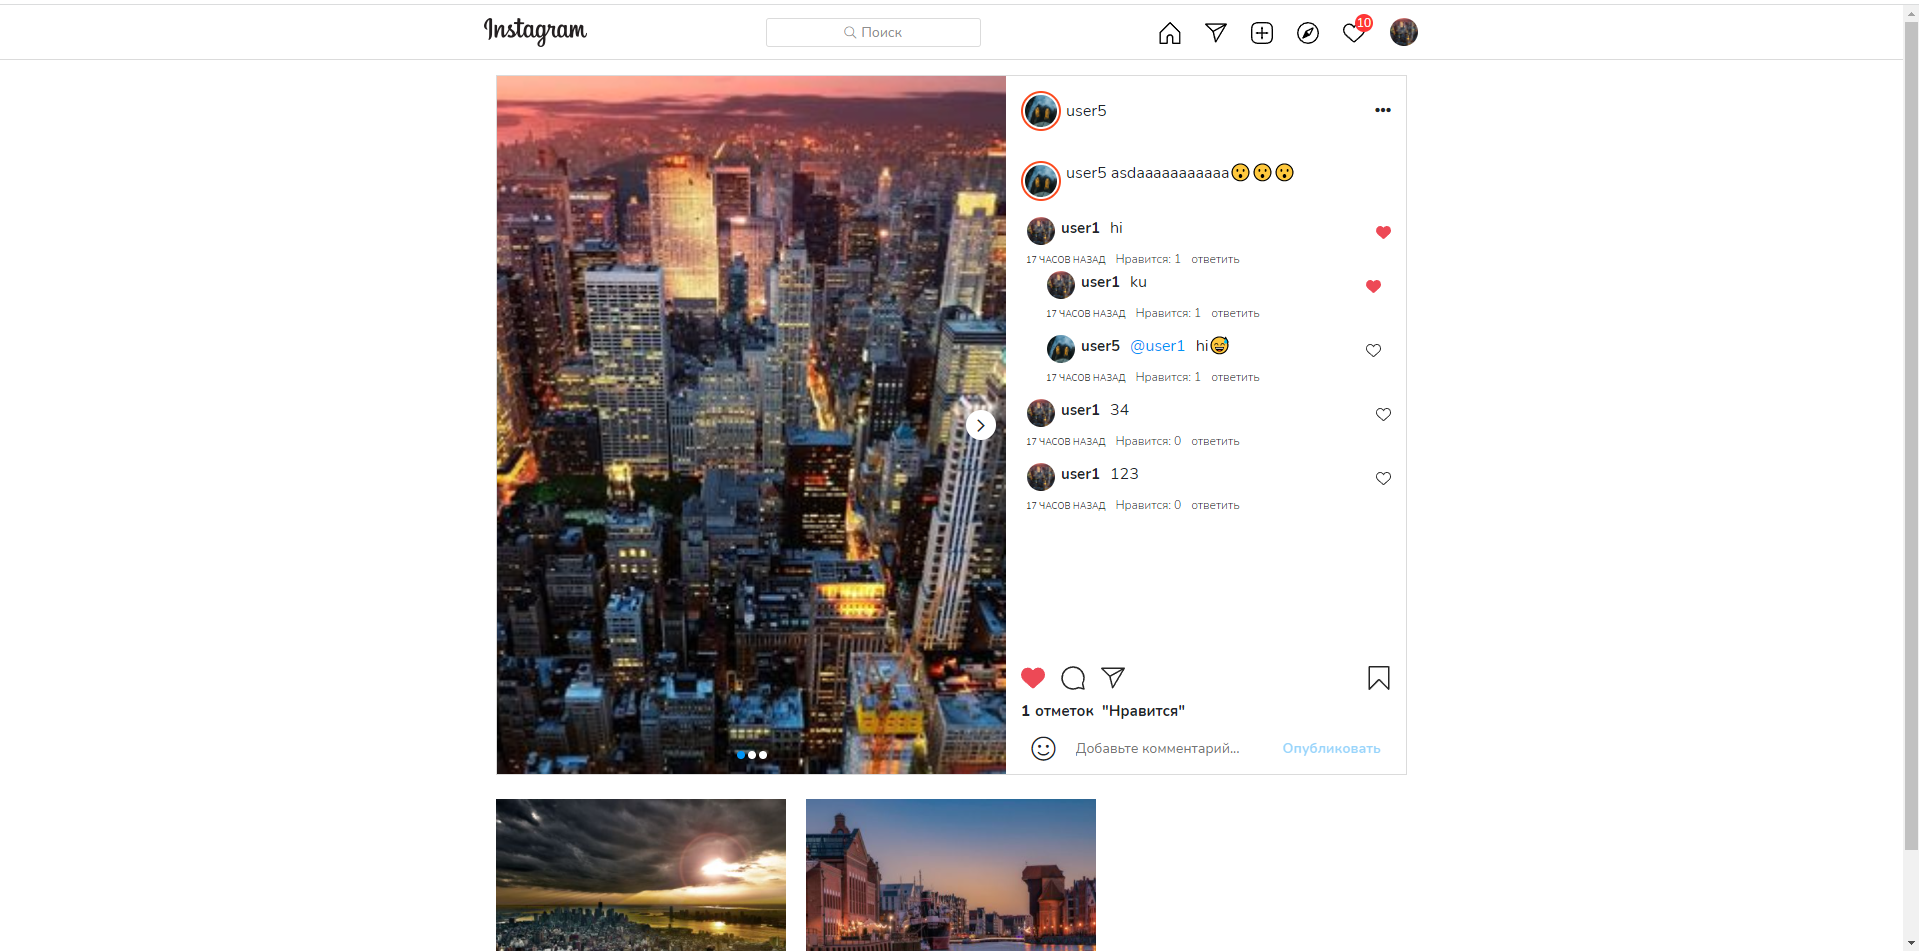 Instagram
Поиск
10
user5
user5 asdaaaaaaaaaaa😮😮😮
user1 hi
17 ЧАСОВ НАЗАД Нравится: 1 ответить
user1 ku
17 ЧАСОВ НАЗАД Нравится: 1 ответить
user5 @user1 hi😅
17 ЧАСОВ НАЗАД Нравится: 1 ответить
user1 34
17 ЧАСОВ НАЗАД Нравится: 0 ответить
user1 123
17 ЧАСОВ НАЗАД Нравится: 0 ответить
1 отметок "Нравится"
Добавьте комментарий... Опубликовать